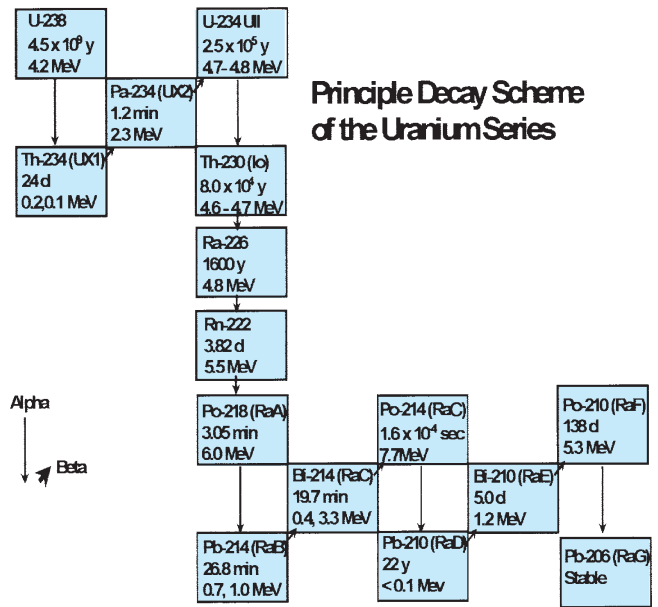 U-238
4.5 x 10⁹ y
4.2 MeV
U-234 UII
2.5 x 10⁵ y
4.7- 4.8 MeV
Pa-234 (UX2)
1.2 min
2.3 MeV
Principle Decay Scheme
of the Uranium Series
Th-234 (UX1)
24 d
0.2,0.1 MeV
Th-230 (Io)
8.0 x 10⁴ y
4.6 - 4.7 MeV
Ra-226
1600 y
4.8 MeV
Rn-222
3.82 d
5.5 MeV
Alpha
Beta
Po-218 (RaA)
3.05 min
6.0 MeV
Po-214 (RaC)
1.6 x 10⁻⁴ sec
7.7MeV
Po-210 (RaF)
138 d
5.3 MeV
Bi-214 (RaC)
19.7 min
0.4, 3.3 MeV
Bi-210 (RaE)
5.0 d
1.2 MeV
Pb-214 (RaB)
26.8 min
0.7, 1.0 MeV
Pb-210 (RaD)
22 y
< 0.1 Mev
Pb-206 (RaG)
Stable